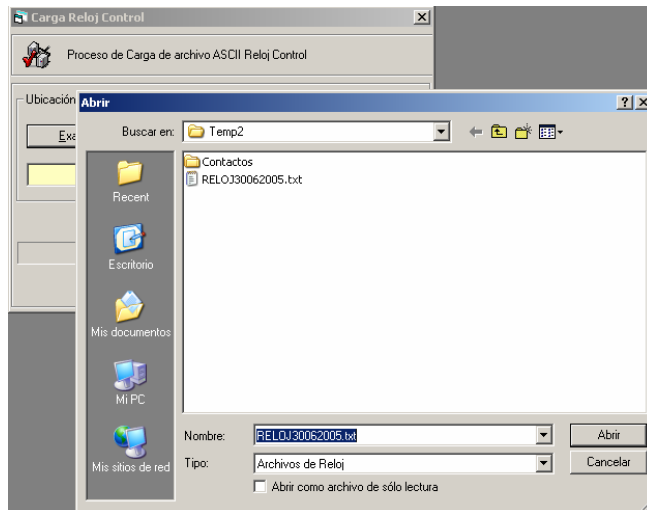 Carga Reloj Control
Proceso de Carga de archivo ASCII Reloj Control
Ubicación
Abrir
Buscar en: Temp2
Contactos
RELOJ30062005.txt
Recent
Escritorio
Mis documentos
Mi PC
Mis sitios de red
Nombre: RELOJ30062005.txt
Abrir
Tipo: Archivos de Reloj
Cancelar
Abrir como archivo de sólo lectura